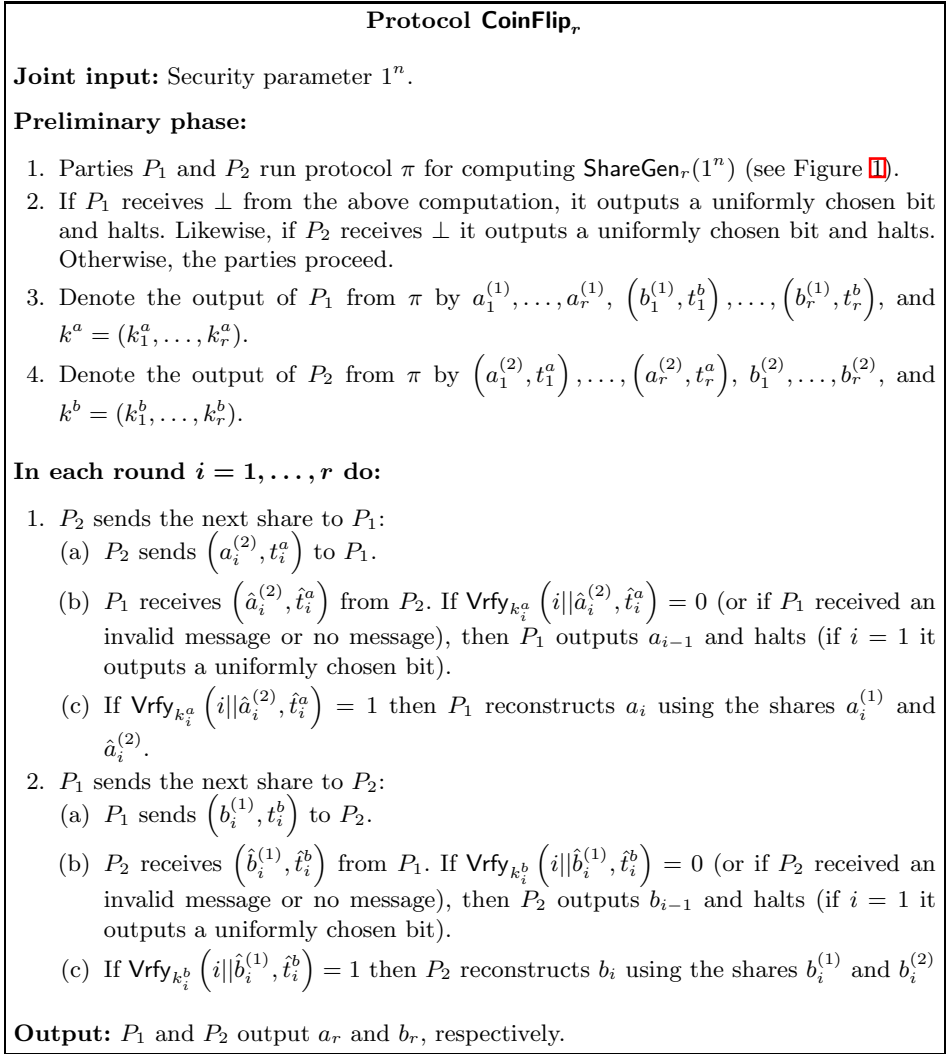 Protocol CoinFlip_r
Joint input: Security parameter 1^n.
Preliminary phase:
1. Parties P_1 and P_2 run protocol π for computing ShareGen_r(1^n) (see Figure 1).
2. If P_1 receives ⊥ from the above computation, it outputs a uniformly chosen bit
and halts. Likewise, if P_2 receives ⊥ it outputs a uniformly chosen bit and halts.
Otherwise, the parties proceed.
3. Denote the output of P_1 from π by a_1^{(1)}, . . . , a_r^{(1)}, (b_1^{(1)}, t_1^b), . . . , (b_r^{(1)}, t_r^b), and
k^a = (k_1^a, . . . , k_r^a).
4. Denote the output of P_2 from π by (a_1^{(2)}, t_1^a), . . . , (a_r^{(2)}, t_r^a), b_1^{(2)}, . . . , b_r^{(2)}, and
k^b = (k_1^b, . . . , k_r^b).
In each round i = 1, . . . , r do:
1. P_2 sends the next share to P_1:
(a) P_2 sends (a_i^{(2)}, t_i^a) to P_1.
(b) P_1 receives (â_i^{(2)}, t̂_i^a) from P_2. If Vrfy_{k_i^a}(i||â_i^{(2)}, t̂_i^a) = 0 (or if P_1 received an
invalid message or no message), then P_1 outputs a_{i−1} and halts (if i = 1 it
outputs a uniformly chosen bit).
(c) If Vrfy_{k_i^a}(i||â_i^{(2)}, t̂_i^a) = 1 then P_1 reconstructs a_i using the shares a_i^{(1)} and
â_i^{(2)}.
2. P_1 sends the next share to P_2:
(a) P_1 sends (b_i^{(1)}, t_i^b) to P_2.
(b) P_2 receives (b̂_i^{(1)}, t̂_i^b) from P_1. If Vrfy_{k_i^b}(i||b̂_i^{(1)}, t̂_i^b) = 0 (or if P_2 received an
invalid message or no message), then P_2 outputs b_{i−1} and halts (if i = 1 it
outputs a uniformly chosen bit).
(c) If Vrfy_{k_i^b}(i||b̂_i^{(1)}, t̂_i^b) = 1 then P_2 reconstructs b_i using the shares b_i^{(1)} and b_i^{(2)}
Output: P_1 and P_2 output a_r and b_r, respectively.